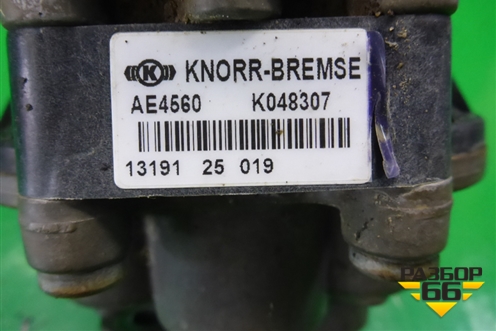 KNORR-BREMSE
AE4560 K048307
13191 25 019
РАЗБОР
66